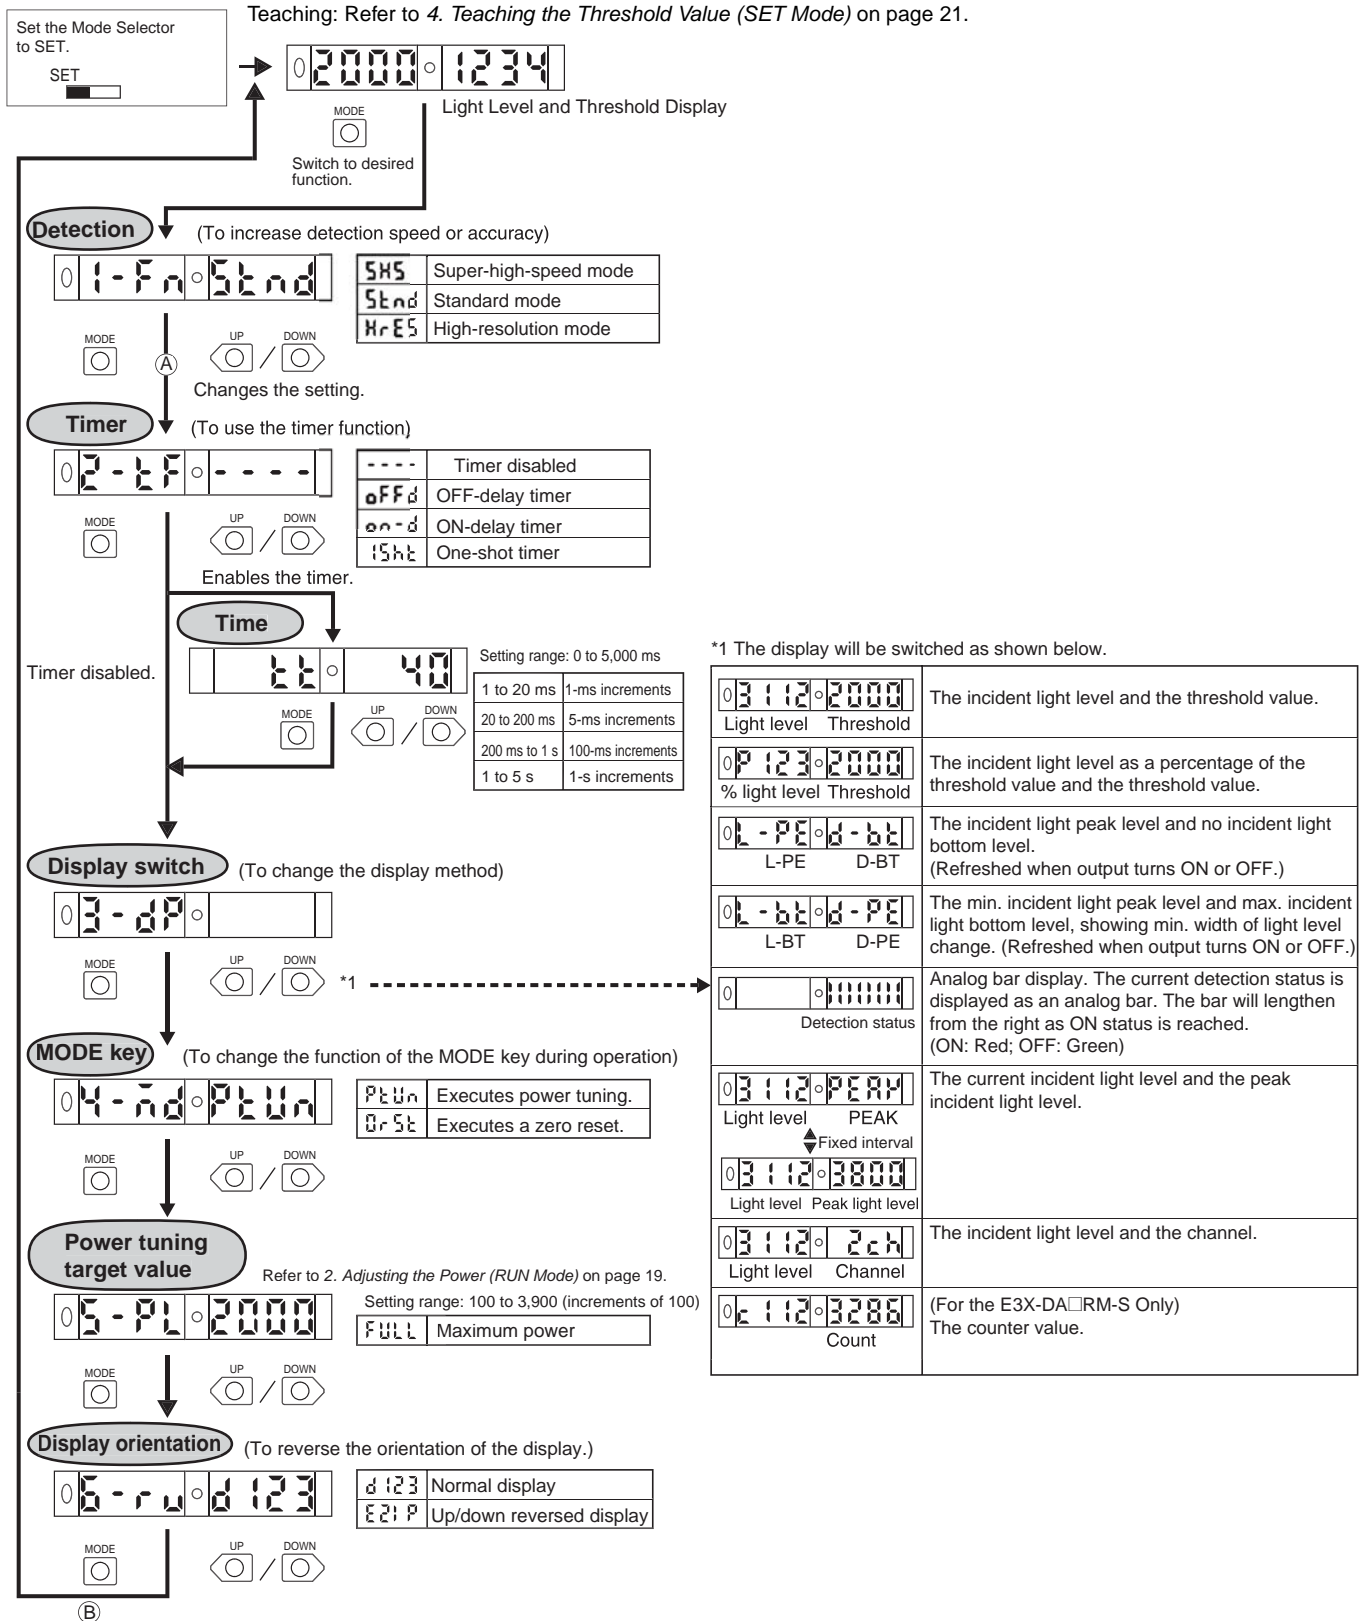 Teaching: Refer to 4. Teaching the Threshold Value (SET Mode) on page 21.
Set the Mode Selector
to SET.
SET
2000 1234
Light Level and Threshold Display
MODE
Switch to desired
function.
Detection
(To increase detection speed or accuracy)
1-Fn Stnd
SHS Super-high-speed mode
Stnd Standard mode
HrES High-resolution mode
MODE
UP / DOWN
A
Changes the setting.
Timer
(To use the timer function)
2-tF ----
---- Timer disabled
oFFd OFF-delay timer
on-d ON-delay timer
1Sht One-shot timer
MODE
UP / DOWN
Enables the timer.
Time
Timer disabled.
tt 40
Setting range: 0 to 5,000 ms
1 to 20 ms 1-ms increments
20 to 200 ms 5-ms increments
200 ms to 1 s 100-ms increments
1 to 5 s 1-s increments
MODE
UP / DOWN
Display switch
(To change the display method)
3-dP
MODE
UP / DOWN
*1
MODE key
(To change the function of the MODE key during operation)
4-md PtUn
PtUn Executes power tuning.
0rSt Executes a zero reset.
MODE
UP / DOWN
Power tuning
target value
Refer to 2. Adjusting the Power (RUN Mode) on page 19.
5-PL 2000
Setting range: 100 to 3,900 (increments of 100)
FULL Maximum power
MODE
UP / DOWN
Display orientation
(To reverse the orientation of the display.)
6-ru d123
d123 Normal display
EZ1P Up/down reversed display
MODE
UP / DOWN
B
*1 The display will be switched as shown below.
3112 2000
Light level Threshold
The incident light level and the threshold value.
P123 2000
% light level Threshold
The incident light level as a percentage of the
threshold value and the threshold value.
L-PE d-bt
L-PE D-BT
The incident light peak level and no incident light
bottom level.
(Refreshed when output turns ON or OFF.)
L-bt d-PE
L-BT D-PE
The min. incident light peak level and max. incident
light bottom level, showing min. width of light level
change. (Refreshed when output turns ON or OFF.)
Detection status
Analog bar display. The current detection status is
displayed as an analog bar. The bar will lengthen
from the right as ON status is reached.
(ON: Red; OFF: Green)
3112 PEAK
Light level PEAK
Fixed interval
3112 3800
Light level Peak light level
The current incident light level and the peak
incident light level.
3112 2ch
Light level Channel
The incident light level and the channel.
c112 3286
Count
(For the E3X-DA□RM-S Only)
The counter value.